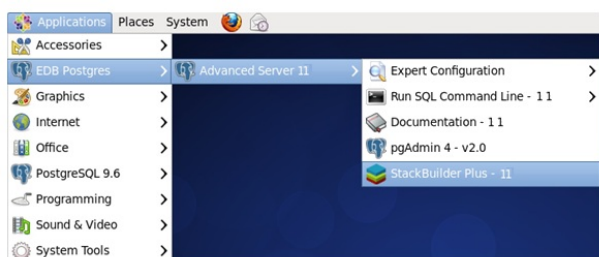 Applications Places System
Accessories
EDB Postgres
Advanced Server 11
Expert Configuration
Run SQL Command Line - 11
Documentation - 11
pgAdmin 4 - v2.0
StackBuilder Plus - 11
Graphics
Internet
Office
PostgreSQL 9.6
Programming
Sound & Video
System Tools